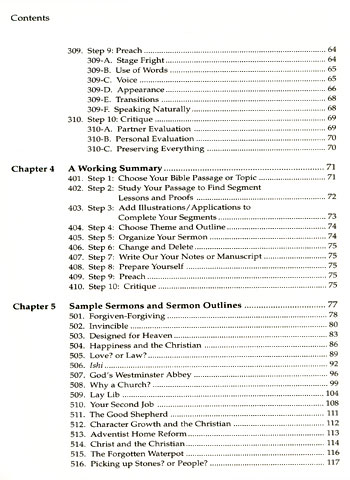 Contents
309. Step 9: Preach ..... 64
309-A. Stage Fright ..... 64
309-B. Use of Words ..... 65
309-C. Voice ..... 65
309-D. Appearance ..... 66
309-E. Transitions ..... 68
309-F. Speaking Naturally ..... 68
310. Step 10: Critique ..... 69
310-A. Partner Evaluation ..... 69
310-B. Personal Evaluation ..... 70
310-C. Preserving Everything ..... 70
Chapter 4 A Working Summary ..... 71
401. Step 1: Choose Your Bible Passage or Topic ..... 71
402. Step 2: Study Your Passage to Find Segment
Lessons and Proofs ..... 72
403. Step 3: Add Illustrations/Applications to
Complete Your Segments ..... 73
404. Step 4: Choose Theme and Outline ..... 74
405. Step 5: Organize Your Sermon ..... 74
406. Step 6: Change and Delete ..... 75
407. Step 7: Write Our Your Notes or Manuscript ..... 75
408. Step 8: Prepare Yourself ..... 75
409. Step 9: Preach ..... 75
410. Step 10: Critique ..... 75
Chapter 5 Sample Sermons and Sermon Outlines ..... 77
501. Forgiven-Forgiving ..... 78
502. Invincible ..... 80
503. Designed for Heaven ..... 83
504. Happiness and the Christian ..... 86
505. Love? or Law? ..... 89
506. Ishi ..... 92
507. God's Westminster Abbey ..... 96
508. Why a Church? ..... 99
509. Lay Lib ..... 104
510. Your Second Job ..... 108
511. The Good Shepherd ..... 111
512. Character Growth and the Christian ..... 112
513. Adventist Home Reform ..... 113
514. Christ and the Christian ..... 114
515. The Forgotten Waterpot ..... 116
516. Picking up Stones? or People? ..... 117